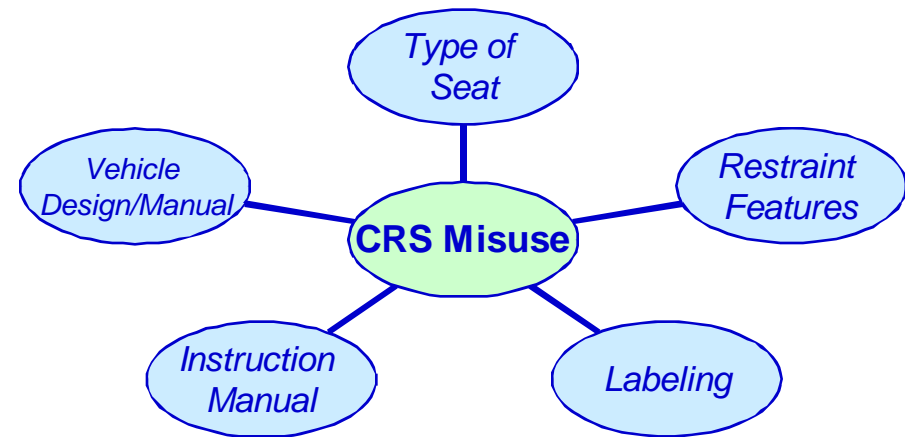 Type of
Seat
Vehicle
Design/Manual
Restraint
Features
CRS Misuse
Instruction
Manual
Labeling